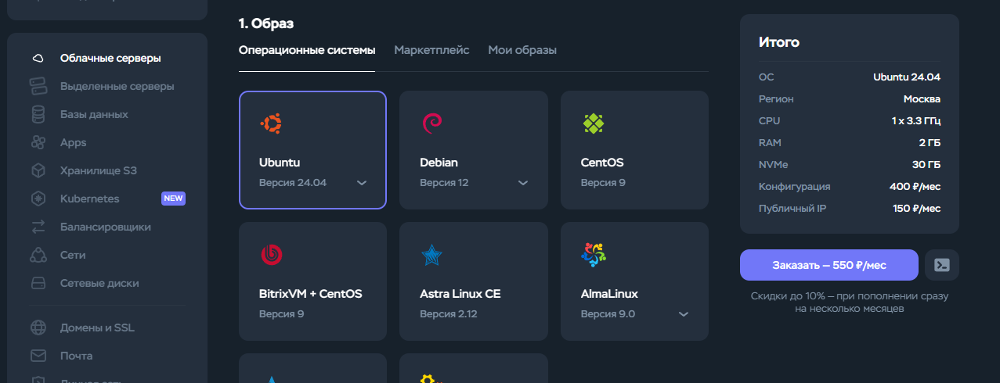 Облачные серверы
Выделенные серверы
Базы данных
Apps
Хранилище S3
Kubernetes NEW
Балансировщики
Сети
Сетевые диски
Домены и SSL
Почта
1. Образ
Операционные системы Маркетплейс Мои образы
Ubuntu
Версия 24.04
Debian
Версия 12
CentOS
Версия 9
BitrixVM + CentOS
Версия 9
Astra Linux CE
Версия 2.12
AlmaLinux
Версия 9.0
Итого
ОС Ubuntu 24.04
Регион Москва
CPU 1 x 3.3 ГГц
RAM 2 ГБ
NVMe 30 ГБ
Конфигурация 400 ₽/мес
Публичный IP 150 ₽/мес
Заказать — 550 ₽/мес
Скидки до 10% — при пополнении сразу
на несколько месяцев